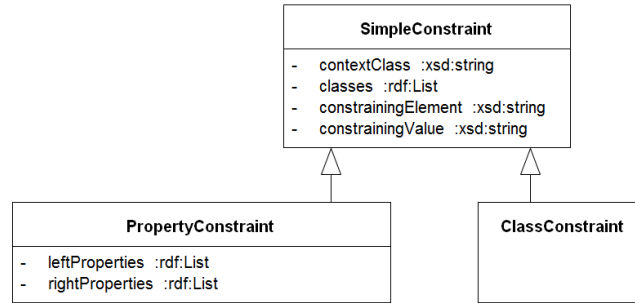 SimpleConstraint
- contextClass :xsd:string
- classes :rdf:List
- constrainingElement :xsd:string
- constrainingValue :xsd:string
PropertyConstraint
- leftProperties :rdf:List
- rightProperties :rdf:List
ClassConstraint